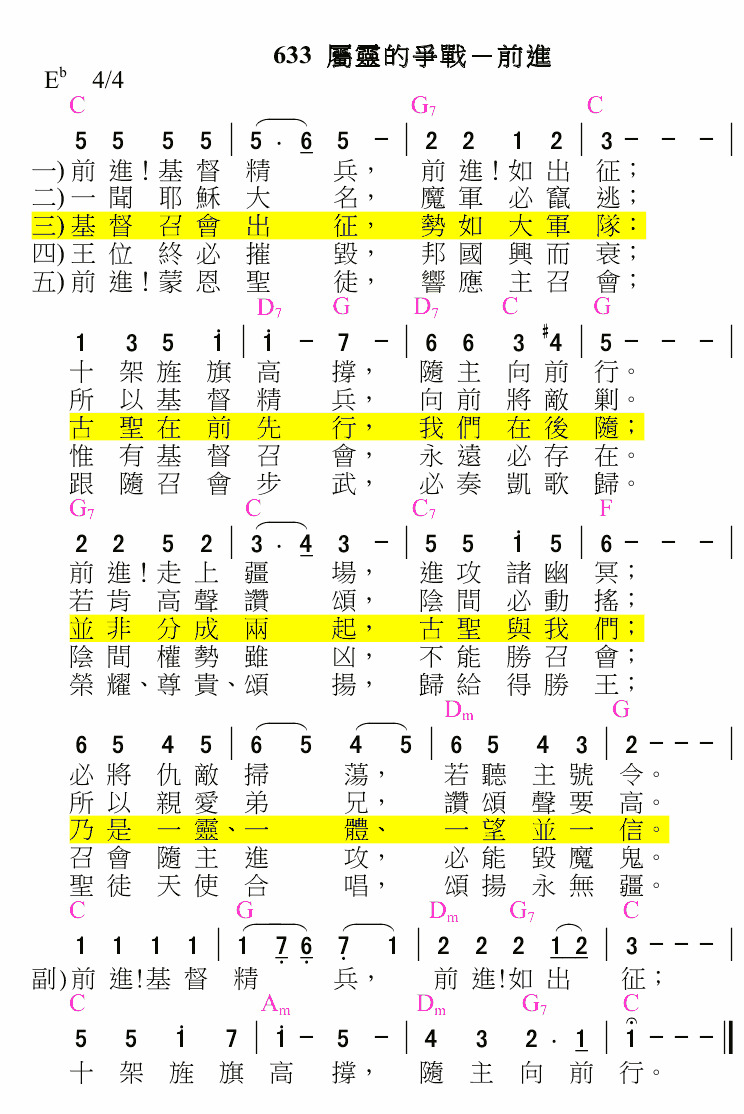 633 屬靈的爭戰－前進
E♭ 4/4
C G7 C
5 5 5 5 | 5 · 6 5 － | 2 2 1 2 | 3 － － － |
一)前進!基督精兵，前進!如出征；
二)一聞耶穌大名，魔軍必竄逃；
三)基督召會出征，勢如大軍隊：
四)王位終必摧毀，邦國興而衰；
五)前進!蒙恩聖徒，響應主召會；
D7 G D7 C G
1 3 5 i | i － 7 － | 6 6 3 #4 | 5 － － － |
十架旌旗高撐，隨主向前行。
所以基督精兵，向前將敵剿。
古聖在前先行，我們在後隨；
惟有基督召會，永遠必存在。
跟隨召會步武，必奏凱歌歸。
G7 C C7 F
2 2 5 2 | 3 · 4 3 － | 5 5 i 5 | 6 － － － |
前進!走上疆場，進攻諸幽冥；
若肯高聲讚頌，陰間必動搖；
並非分成兩起，古聖與我們；
陰間權勢雖凶，不能勝召會；
榮耀、尊貴、頌揚，歸給得勝王；
Dm G
6 5 4 5 | 6 5 4 5 | 6 5 4 3 | 2 － － － |
必將仇敵掃蕩，若聽主號令。
所以親愛弟兄，讚頌聲要高。
乃是一靈、一體、一望並一信。
召會隨主進攻，必能毀魔鬼。
聖徒天使合唱，頌揚永無疆。
C G Dm G7 C
1 1 1 1 | 1 7 6 7 1 | 2 2 2 1 2 | 3 － － － |
副)前進!基督精兵，前進!如出征；
C Am Dm G7 C
5 5 i 7 | i － 5 － | 4 3 2 · 1 | 1 － － － ‖
十架旌旗高撐，隨主向前行。